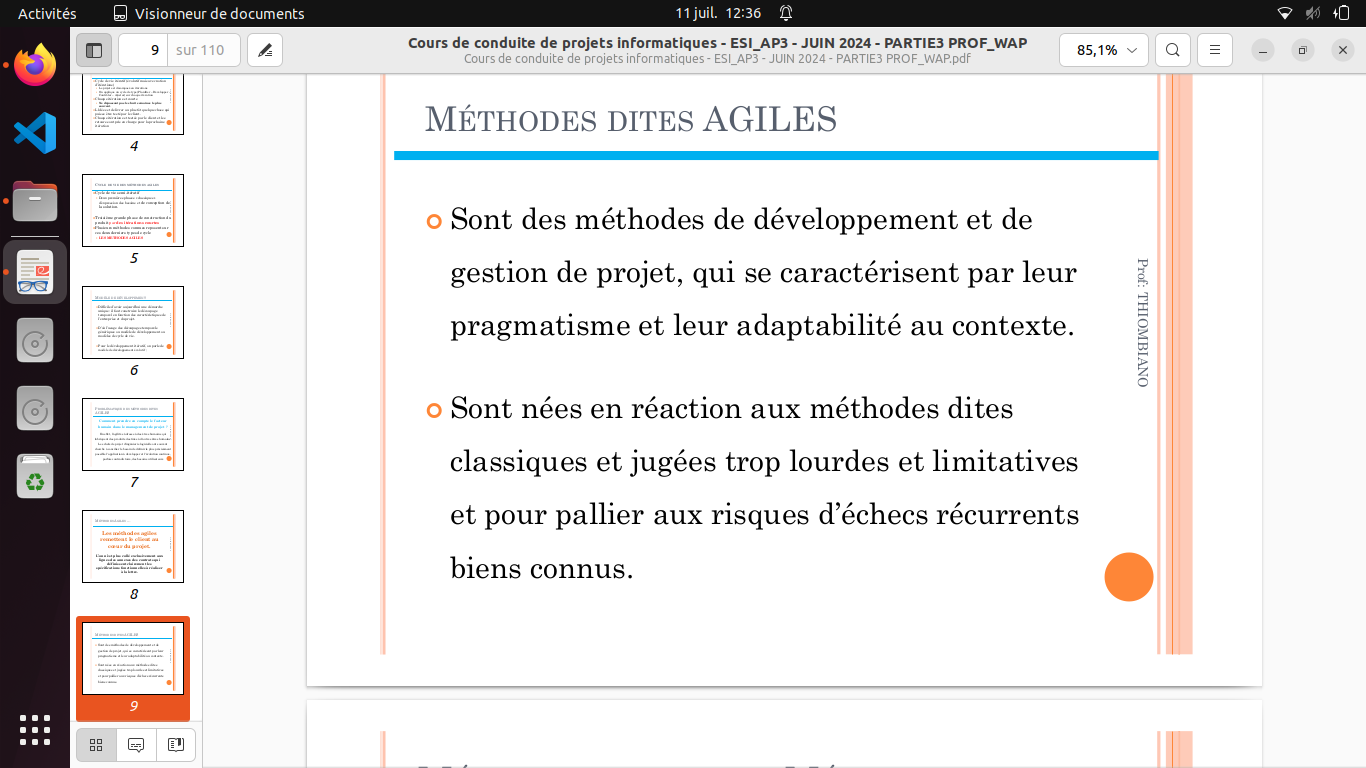 Activités
Visionneur de documents
11 juil. 12:36
9
sur 110
Cours de conduite de projets informatiques - ESI_AP3 - JUIN 2024 - PARTIE3 PROF_WAP
Cours de conduite de projets informatiques - ESI_AP3 - JUIN 2024 - PARTIE3 PROF_WAP.pdf
85,1%
4
5
6
7
Les méthodes agiles
remettent le client au
cœur du projet.
8
9
MÉTHODES DITES AGILES
Sont des méthodes de développement et de
gestion de projet, qui se caractérisent par leur
pragmatisme et leur adaptabilité au contexte.
Sont nées en réaction aux méthodes dites
classiques et jugées trop lourdes et limitatives
et pour pallier aux risques d’échecs récurrents
biens connus.
Prof: THIOMBIANO